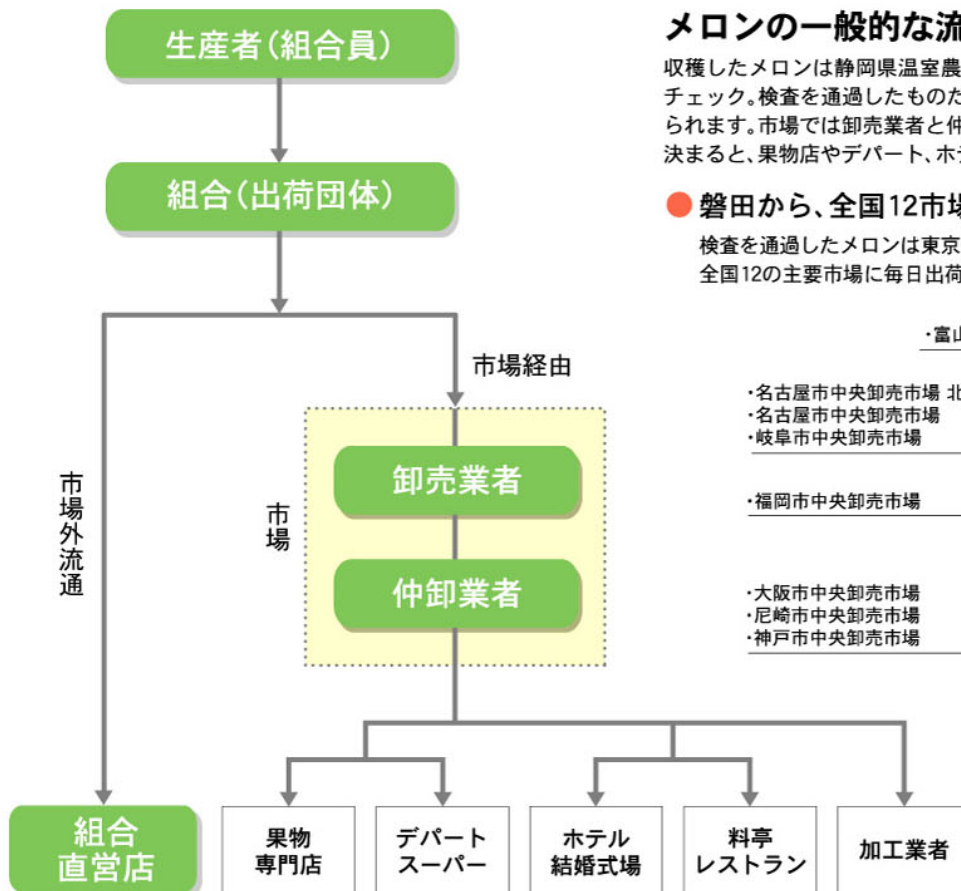 生産者(組合員)
組合(出荷団体)
市場経由
市場外流通
市場
卸売業者
仲卸業者
組合
直営店
果物
専門店
デパート
スーパー
ホテル
結婚式場
料亭
レストラン
加工業者
メロンの一般的な流
収穫したメロンは静岡県温室農
チェック。検査を通過したものた
られます。市場では卸売業者と仲
決まると、果物店やデパート、ホテ
● 磐田から、全国12市場
検査を通過したメロンは東京
全国12の主要市場に毎日出荷
・富山
・名古屋市中央卸売市場 北
・名古屋市中央卸売市場
・岐阜市中央卸売市場
・福岡市中央卸売市場
・大阪市中央卸売市場
・尼崎市中央卸売市場
・神戸市中央卸売市場